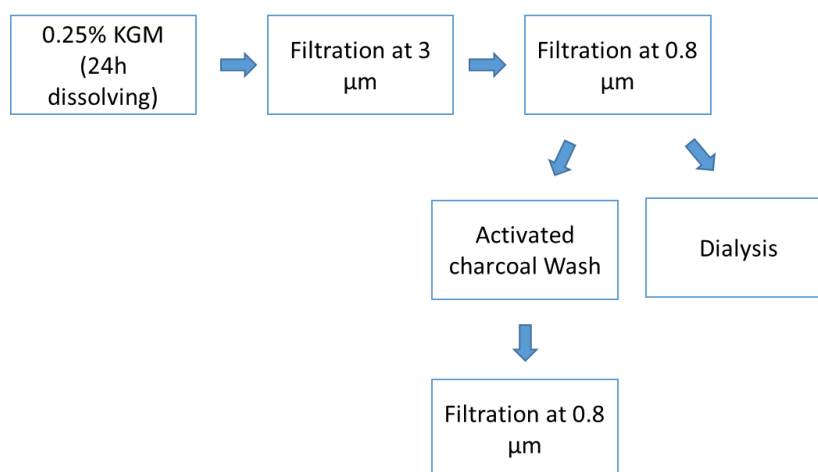 0.25% KGM
(24h
dissolving)
Filtration at 3
µm
Filtration at 0.8
µm
Activated
charcoal Wash
Dialysis
Filtration at 0.8
µm